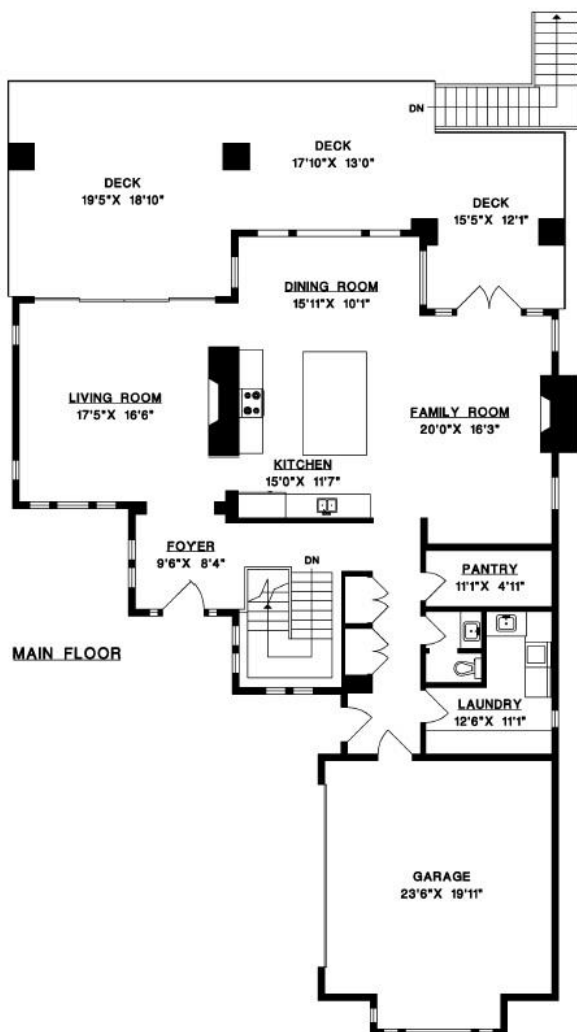 DN
DECK
17'10"X 13'0"
DECK
19'5"X 18'10"
DECK
15'5"X 12'1"
DINING ROOM
15'11"X 10'1"
LIVING ROOM
17'5"X 16'6"
FAMILY ROOM
20'0"X 16'3"
KITCHEN
15'0"X 11'7"
FOYER
9'6"X 8'4"
DN
PANTRY
11'1"X 4'11"
MAIN FLOOR
LAUNDRY
12'6"X 11'1"
GARAGE
23'6"X 19'11"